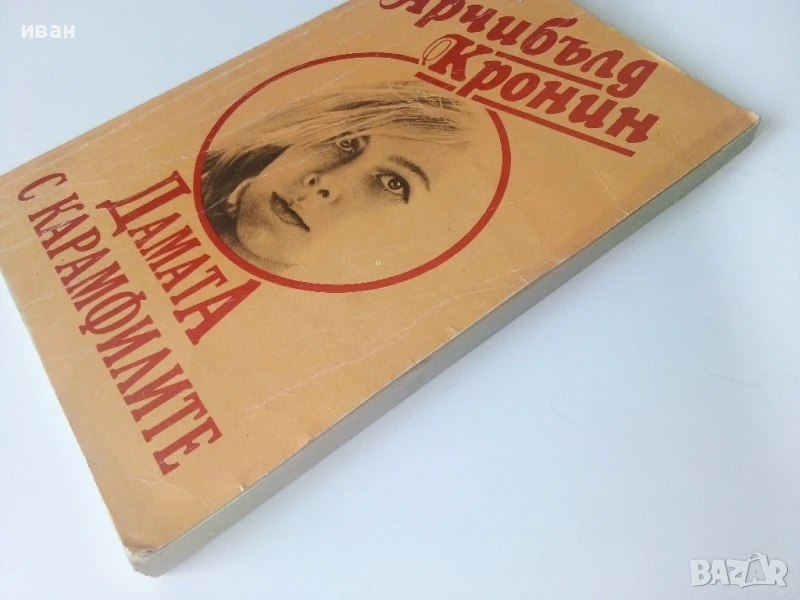 иван
Арчибълд
Кронин
ДАМАТА
С КАРАМФИЛИТЕ
BAZAR